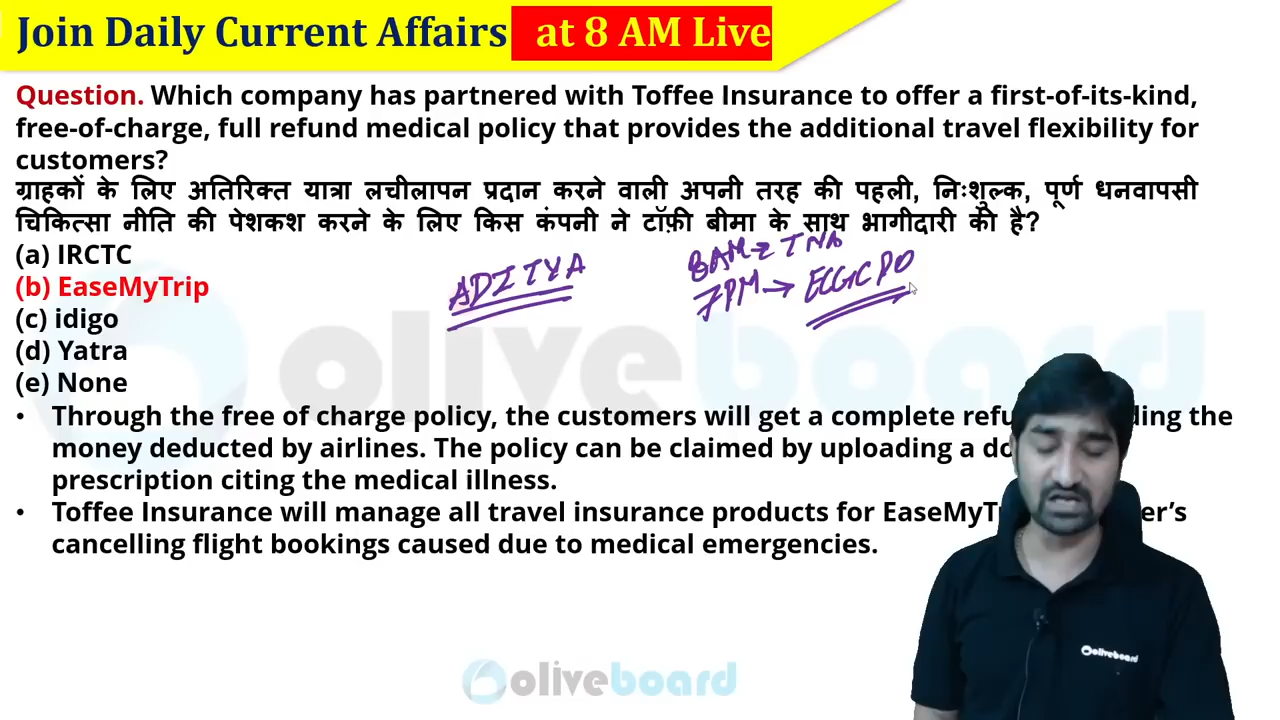 Join Daily Current Affairs at 8 AM Live
Question. Which company has partnered with Toffee Insurance to offer a first-of-its-kind,
free-of-charge, full refund medical policy that provides the additional travel flexibility for
customers?
ग्राहकों के लिए अतिरिक्त यात्रा लचीलापन प्रदान करने वाली अपनी तरह की पहली, निःशुल्क, पूर्ण धनवापसी
चिकित्सा नीति की पेशकश करने के लिए किस कंपनी ने टॉफ़ी बीमा के साथ भागीदारी की है?
(a) IRCTC
8AM → TNA
(b) EaseMyTrip
ADITYA
7PM → ECGC PO
(c) idigo
(d) Yatra
(e) None
• Through the free of charge policy, the customers will get a complete the
money deducted by airlines. The policy can be claimed by uploading a
prescription citing the medical illness.
• Toffee Insurance will manage all travel insurance products for
cancelling flight bookings caused due to medical emergencies.
oliveboard
oliveboard
oliveboard